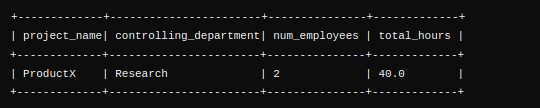 +-------------+-----------------------+---------------+-------------+
| project_name| controlling_department| num_employees | total_hours |
+-------------+-----------------------+---------------+-------------+
| ProductX    | Research              | 2             | 40.0        |
+-------------+-----------------------+---------------+-------------+